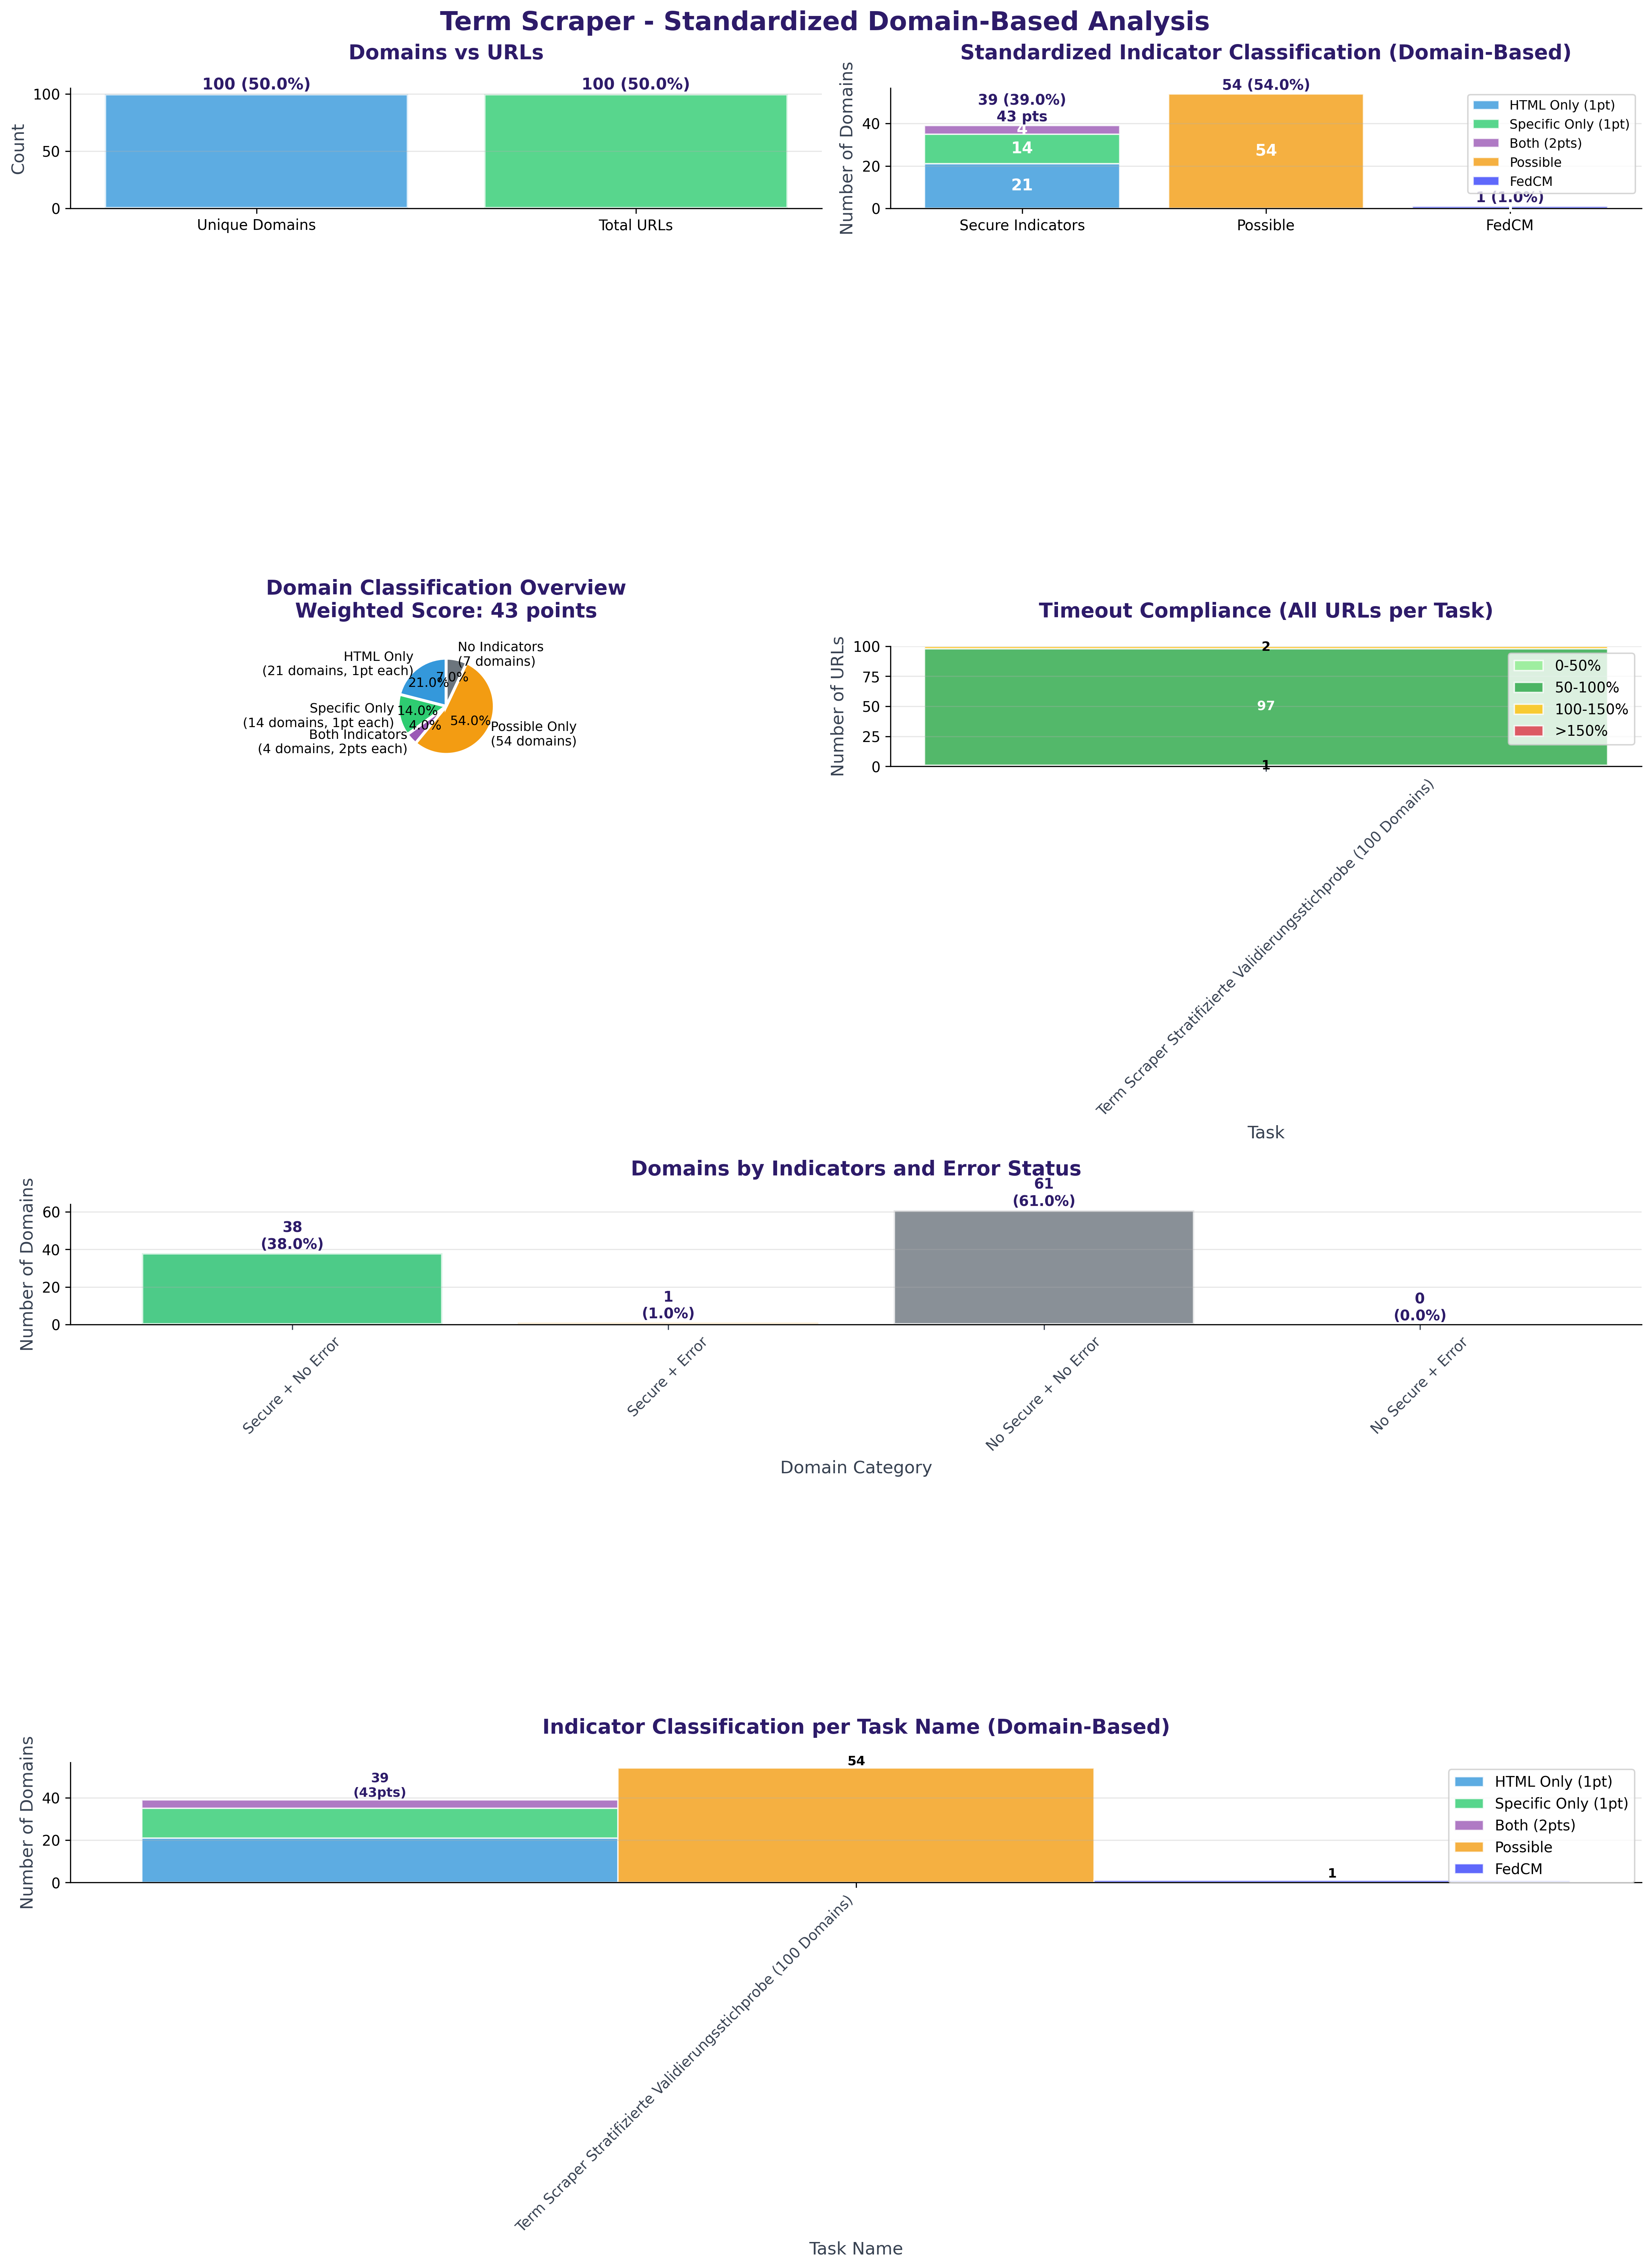 Term Scraper - Standardized Domain-Based Analysis
Domains vs URLs
100 (50.0%)
100 (50.0%)
Count
100
50
0
Unique Domains
Total URLs
Standardized Indicator Classification (Domain-Based)
39 (39.0%)
43 pts
54 (54.0%)
1 (1.0%)
4
14
21
54
Number of Domains
40
20
0
Secure Indicators
Possible
FedCM
HTML Only (1pt)
Specific Only (1pt)
Both (2pts)
Possible
FedCM
Domain Classification Overview
Weighted Score: 43 points
No Indicators
(7 domains)
HTML Only
(21 domains, 1pt each)
Specific Only
(14 domains, 1pt each)
Both Indicators
(4 domains, 2pts each)
Possible Only
(54 domains)
7.0%
21.0%
14.0%
4.0%
54.0%
Timeout Compliance (All URLs per Task)
Number of URLs
100
75
50
25
0
2
97
1
0-50%
50-100%
100-150%
>150%
Term Scraper Stratifizierte Validierungsstichprobe (100 Domains)
Task
Domains by Indicators and Error Status
Number of Domains
60
40
20
0
38
(38.0%)
1
(1.0%)
61
(61.0%)
0
(0.0%)
Secure + No Error
Secure + Error
No Secure + No Error
No Secure + Error
Domain Category
Indicator Classification per Task Name (Domain-Based)
Number of Domains
40
20
0
39
(43pts)
54
1
HTML Only (1pt)
Specific Only (1pt)
Both (2pts)
Possible
FedCM
Term Scraper Stratifizierte Validierungsstichprobe (100 Domains)
Task Name